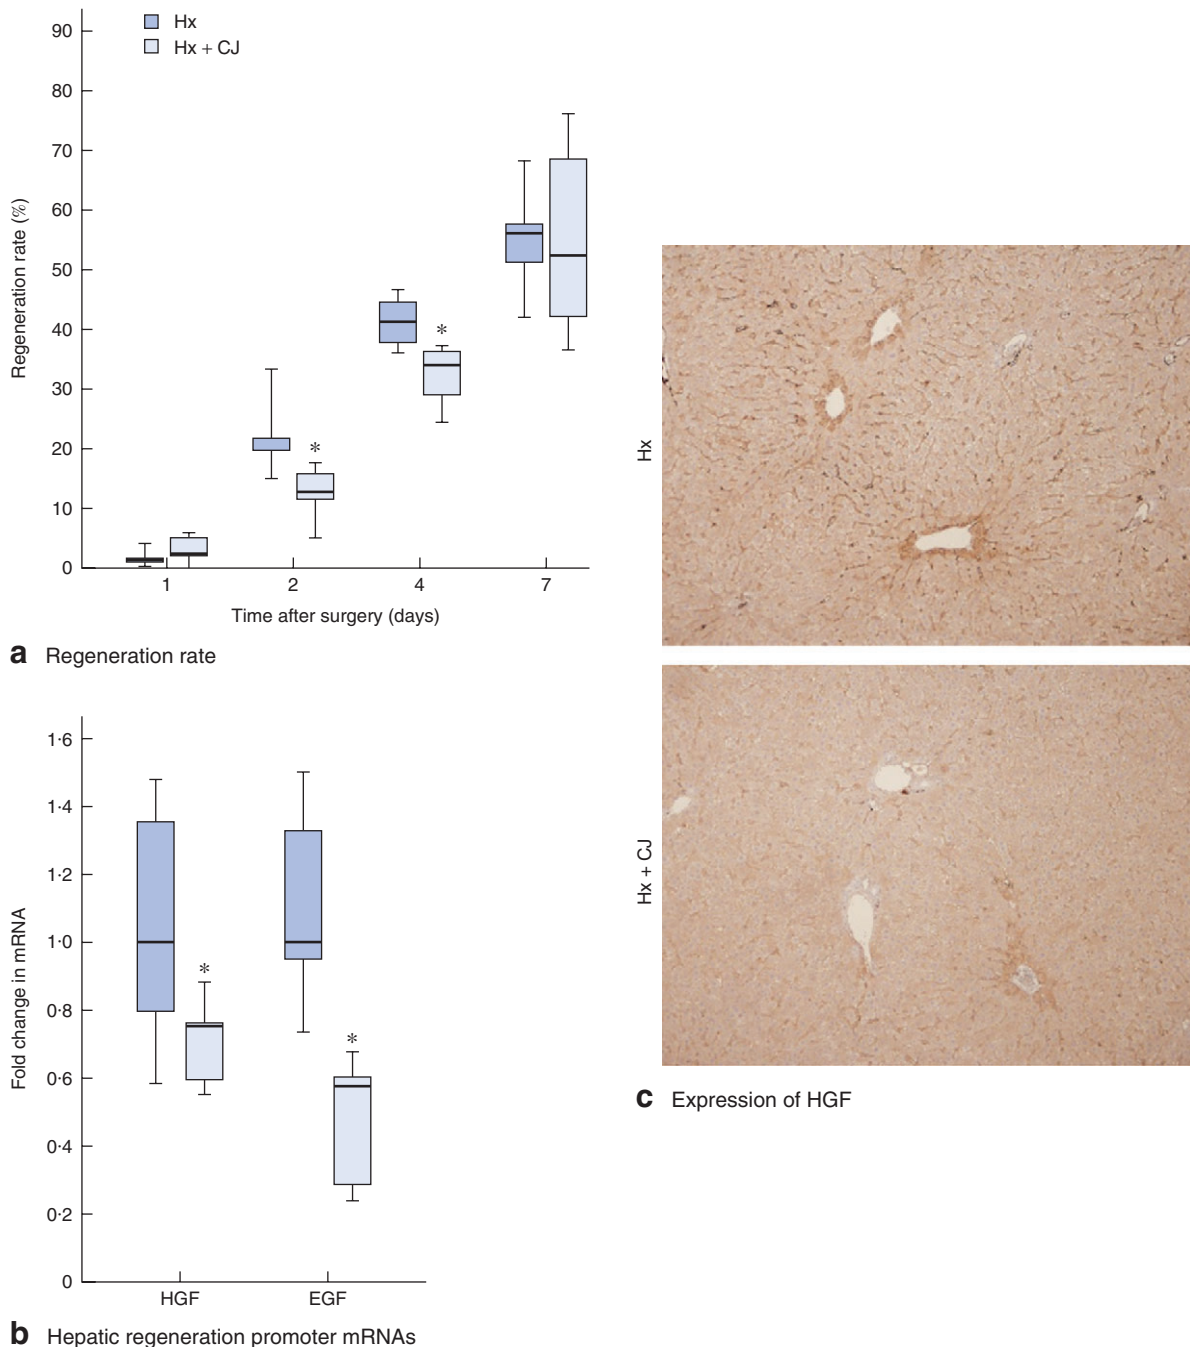 Hx
Hx + CJ
90
80
70
60
50
40
30
20
10
0
Regeneration rate (%)
*
*
1 2 4 7
Time after surgery (days)
a Regeneration rate
1·6
1·4
1·2
1·0
0·8
0·6
0·4
0·2
0
Fold change in mRNA
*
*
HGF EGF
b Hepatic regeneration promoter mRNAs
Hx
Hx + CJ
c Expression of HGF